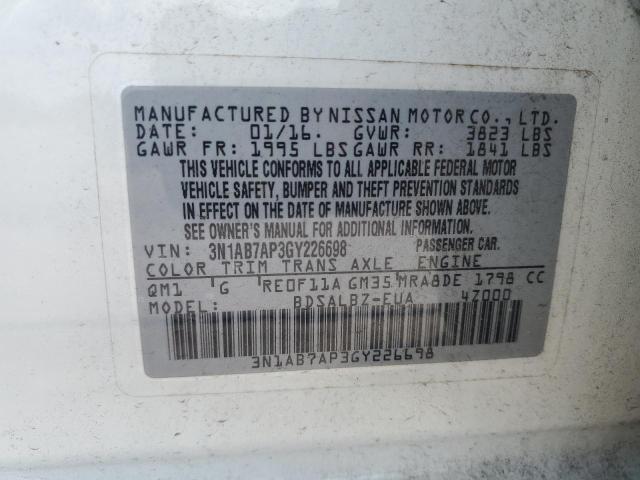 MANUFACTURED BY NISSAN MOTOR CO., LTD.
DATE: 01/16. GVWR: 3823 LBS
GAWR FR: 1995 LBS GAWR RR: 1841 LBS
THIS VEHICLE CONFORMS TO ALL APPLICABLE FEDERAL MOTOR
VEHICLE SAFETY, BUMPER AND THEFT PREVENTION STANDARDS
IN EFFECT ON THE DATE OF MANUFACTURE SHOWN ABOVE.
SEE OWNER'S MANUAL FOR ADDITIONAL INFORMATION.
VIN: 3N1AB7AP3GY226698 PASSENGER CAR.
COLOR TRIM TRANS AXLE ENGINE
QM1 G RE0F11A GM35 MRA8DE 1798 CC
MODEL: BDSALBZ-EUA 4Z000
3N1AB7AP3GY226698